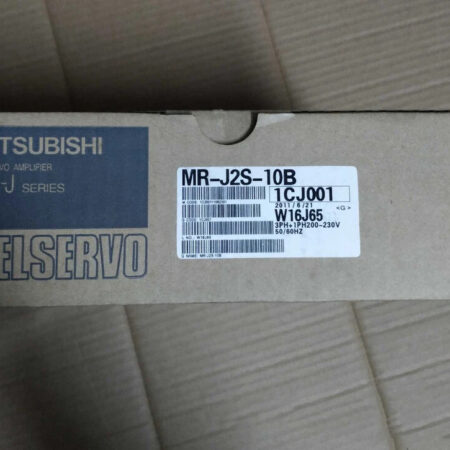 TSUBISHI
VO AMPLIFIER
-J SERIES
ELSERVO
MR-J2S-10B
1CJ001
2011/6/21
<G>
W16J65
3PH+1PH200-230V
50/60HZ